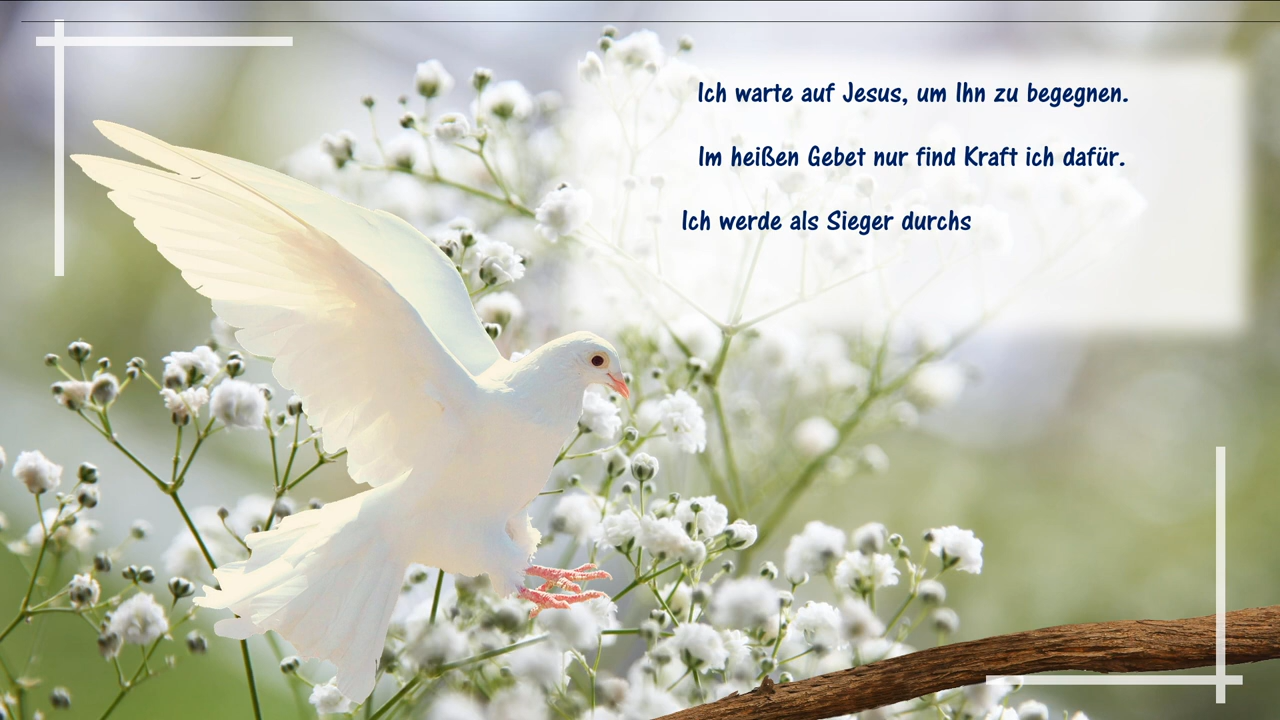 Ich warte auf Jesus, um Ihn zu begegnen.
Im heißen Gebet nur find Kraft ich dafür.
Ich werde als Sieger durchs